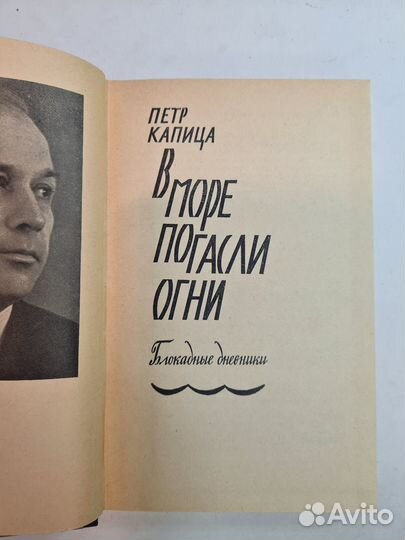 ПЕТР
КАПИЦА
В МОРЕ
ПОГАСЛИ
ОГНИ
Блокадные дневники
Avito